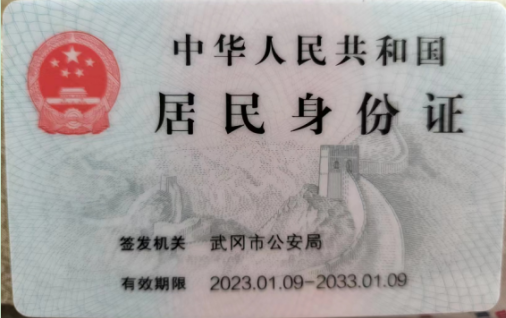 中华人民共和国
居民身份证
签发机关 武冈市公安局
有效期限 2023.01.09-2033.01.09